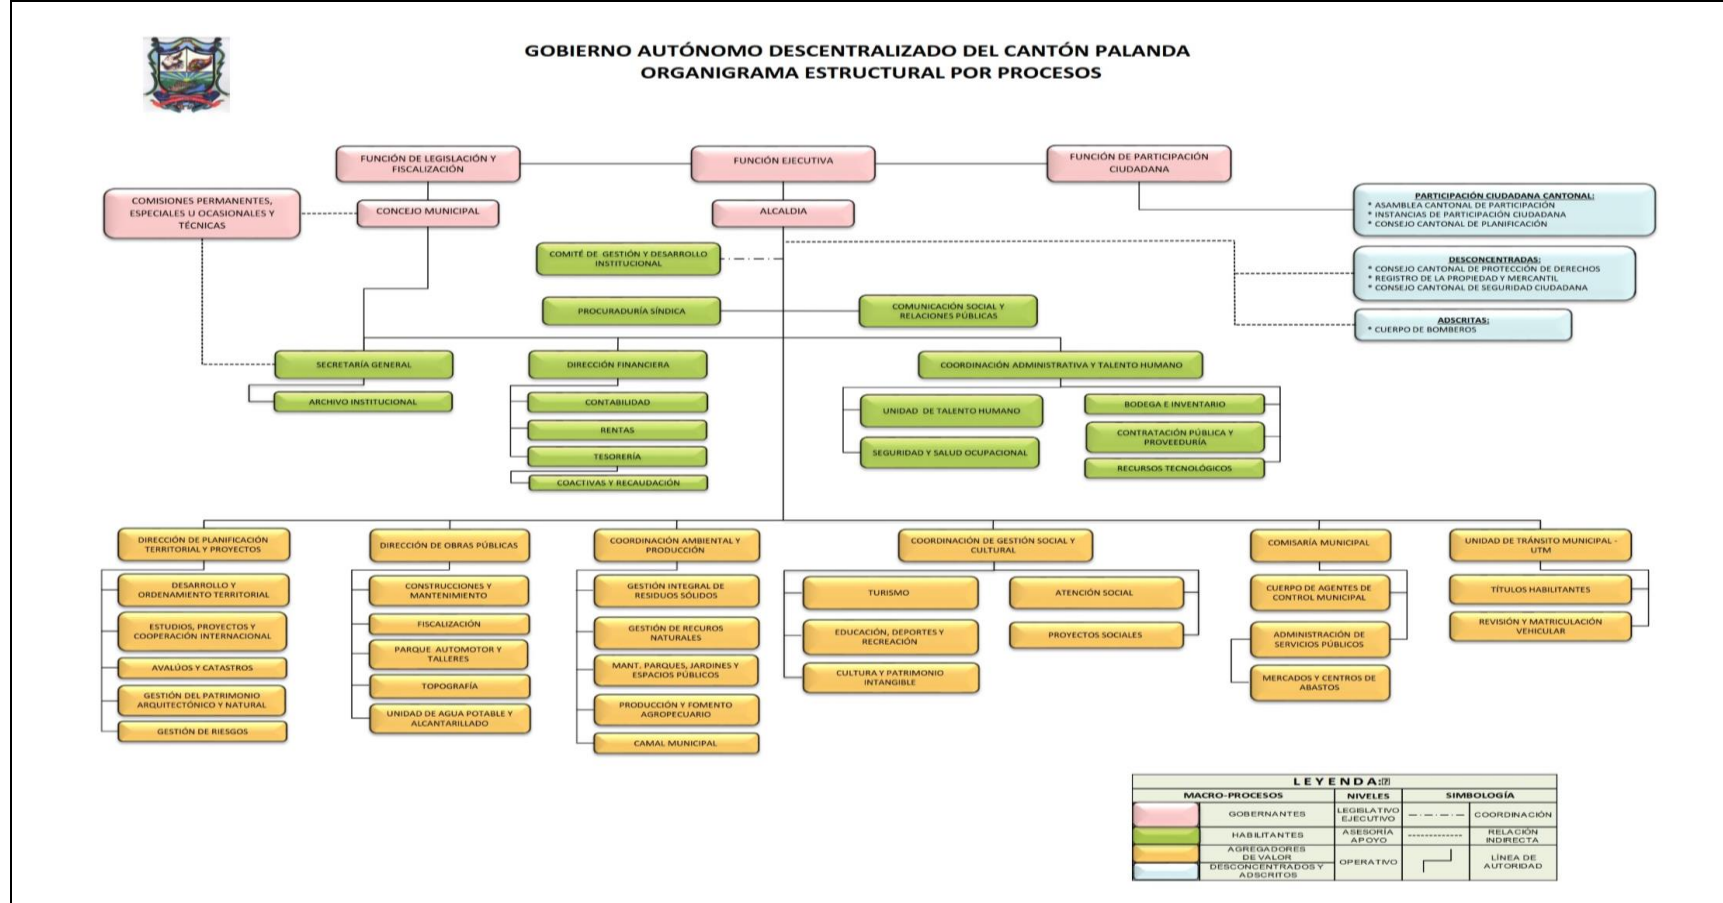 GOBIERNO AUTÓNOMO DESCENTRALIZADO DEL CANTÓN PALANDA
ORGANIGRAMA ESTRUCTURAL POR PROCESOS
FUNCIÓN DE LEGISLACIÓN Y
FISCALIZACIÓN
FUNCIÓN EJECUTIVA
FUNCIÓN DE PARTICIPACIÓN
CIUDADANA
COMISIONES PERMANENTES,
ESPECIALES U OCASIONALES Y
TÉCNICAS
CONCEJO MUNICIPAL
ALCALDIA
PARTICIPACIÓN CIUDADANA CANTONAL:
* ASAMBLEA CANTONAL DE PARTICIPACIÓN
* INSTANCIAS DE PARTICIPACIÓN CIUDADANA
* CONSEJO CANTONAL DE PLANIFICACIÓN
COMITÉ DE GESTIÓN Y DESARROLLO
INSTITUCIONAL
DESCONCENTRADAS:
* CONSEJO CANTONAL DE PROTECCIÓN DE DERECHOS
* REGISTRO DE LA PROPIEDAD Y MERCANTIL
* CONSEJO CANTONAL DE SEGURIDAD CIUDADANA
PROCURADURÍA SÍNDICA
COMUNICACIÓN SOCIAL Y
RELACIONES PÚBLICAS
ADSCRITAS:
* CUERPO DE BOMBEROS
SECRETARÍA GENERAL
ARCHIVO INSTITUCIONAL
DIRECCIÓN FINANCIERA
CONTABILIDAD
RENTAS
TESORERÍA
COACTIVAS Y RECAUDACIÓN
COORDINACIÓN ADMINISTRATIVA Y TALENTO HUMANO
UNIDAD DE TALENTO HUMANO
SEGURIDAD Y SALUD OCUPACIONAL
BODEGA E INVENTARIO
CONTRATACIÓN PÚBLICA Y
PROVEEDURÍA
RECURSOS TECNOLÓGICOS
DIRECCIÓN DE PLANIFICACIÓN
TERRITORIAL Y PROYECTOS
DESARROLLO Y
ORDENAMIENTO TERRITORIAL
ESTUDIOS, PROYECTOS Y
COOPERACIÓN INTERNACIONAL
AVALÚOS Y CATASTROS
GESTIÓN DEL PATRIMONIO
ARQUITECTÓNICO Y NATURAL
GESTIÓN DE RIESGOS
DIRECCIÓN DE OBRAS PÚBLICAS
CONSTRUCCIONES Y
MANTENIMIENTO
FISCALIZACIÓN
PARQUE AUTOMOTOR Y
TALLERES
TOPOGRAFÍA
UNIDAD DE AGUA POTABLE Y
ALCANTARILLADO
COORDINACIÓN AMBIENTAL Y
PRODUCCIÓN
GESTIÓN INTEGRAL DE
RESIDUOS SÓLIDOS
GESTIÓN DE RECUROS
NATURALES
MANT. PARQUES, JARDINES Y
ESPACIOS PÚBLICOS
PRODUCCIÓN Y FOMENTO
AGROPECUARIO
CAMAL MUNICIPAL
COORDINACIÓN DE GESTIÓN SOCIAL Y
CULTURAL
TURISMO
EDUCACIÓN, DEPORTES Y
RECREACIÓN
CULTURA Y PATRIMONIO
INTANGIBLE
ATENCIÓN SOCIAL
PROYECTOS SOCIALES
COMISARÍA MUNICIPAL
CUERPO DE AGENTES DE
CONTROL MUNICIPAL
ADMINISTRACIÓN DE
SERVICIOS PÚBLICOS
MERCADOS Y CENTROS DE
ABASTOS
UNIDAD DE TRÁNSITO MUNICIPAL -
UTM
TÍTULOS HABILITANTES
REVISIÓN Y MATRICULACIÓN
VEHICULAR
LEYENDA:
MACRO-PROCESOS NIVELES SIMBOLOGÍA
GOBERNANTES
LEGISLATIVO
EJECUTIVO
COORDINACIÓN
HABILITANTES
ASESORÍA
APOYO
RELACIÓN
INDIRECTA
AGREGADORES
DE VALOR
DESCONCENTRADOS Y
ADSCRITOS
OPERATIVO
LÍNEA DE
AUTORIDAD